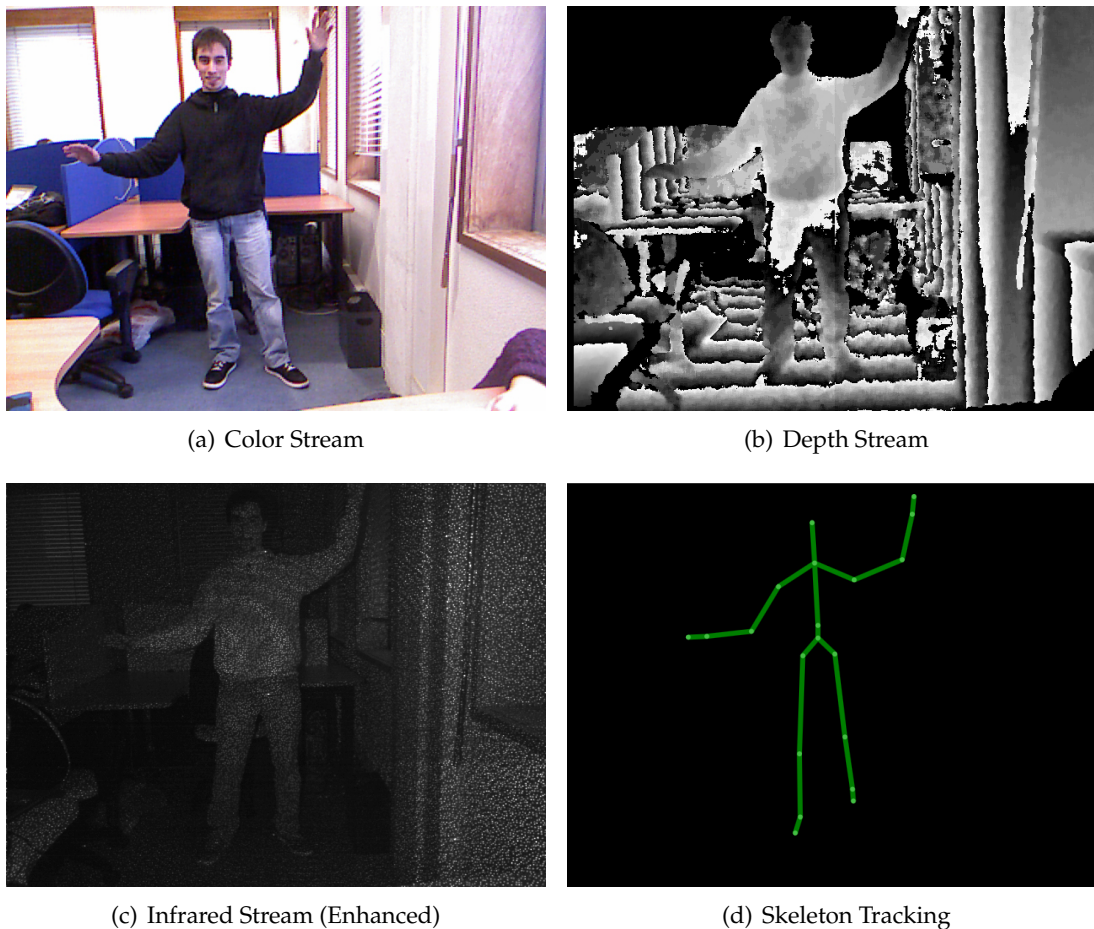 (a) Color Stream
(b) Depth Stream
(c) Infrared Stream (Enhanced)
(d) Skeleton Tracking